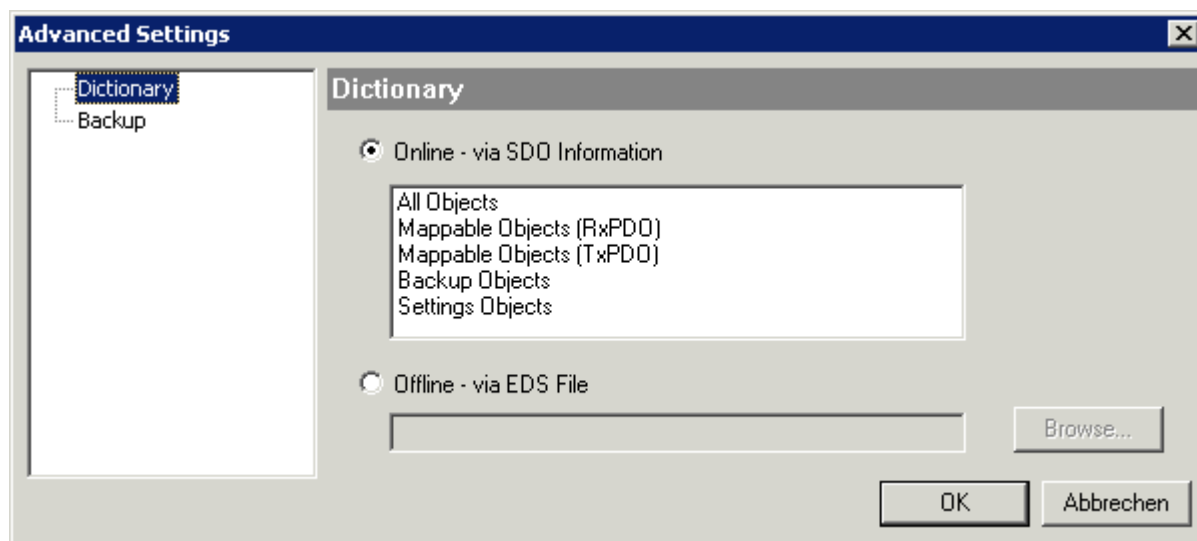 Advanced Settings
Dictionary
Backup
Dictionary
Online - via SDO Information
All Objects
Mappable Objects (RxPDO)
Mappable Objects (TxPDO)
Backup Objects
Settings Objects
Offline - via EDS File
Browse...
OK
Abbrechen